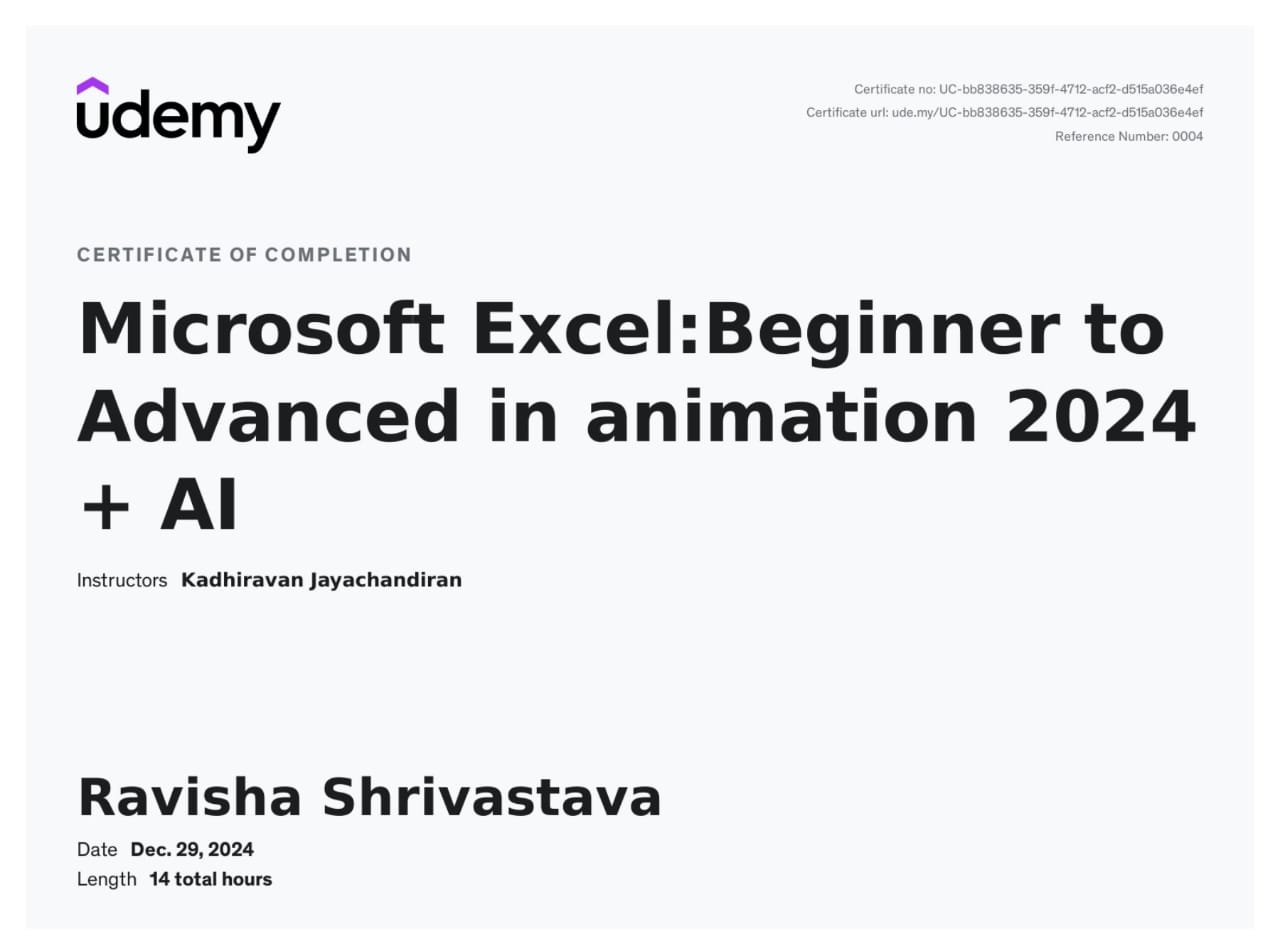 udemy
Certificate no: UC-bb838635-359f-4712-acf2-d515a036e4ef
Certificate url: ude.my/UC-bb838635-359f-4712-acf2-d515a036e4ef
Reference Number: 0004
CERTIFICATE OF COMPLETION
Microsoft Excel:Beginner to
Advanced in animation 2024
+ AI
Instructors Kadhiravan Jayachandiran
Ravisha Shrivastava
Date Dec. 29, 2024
Length 14 total hours